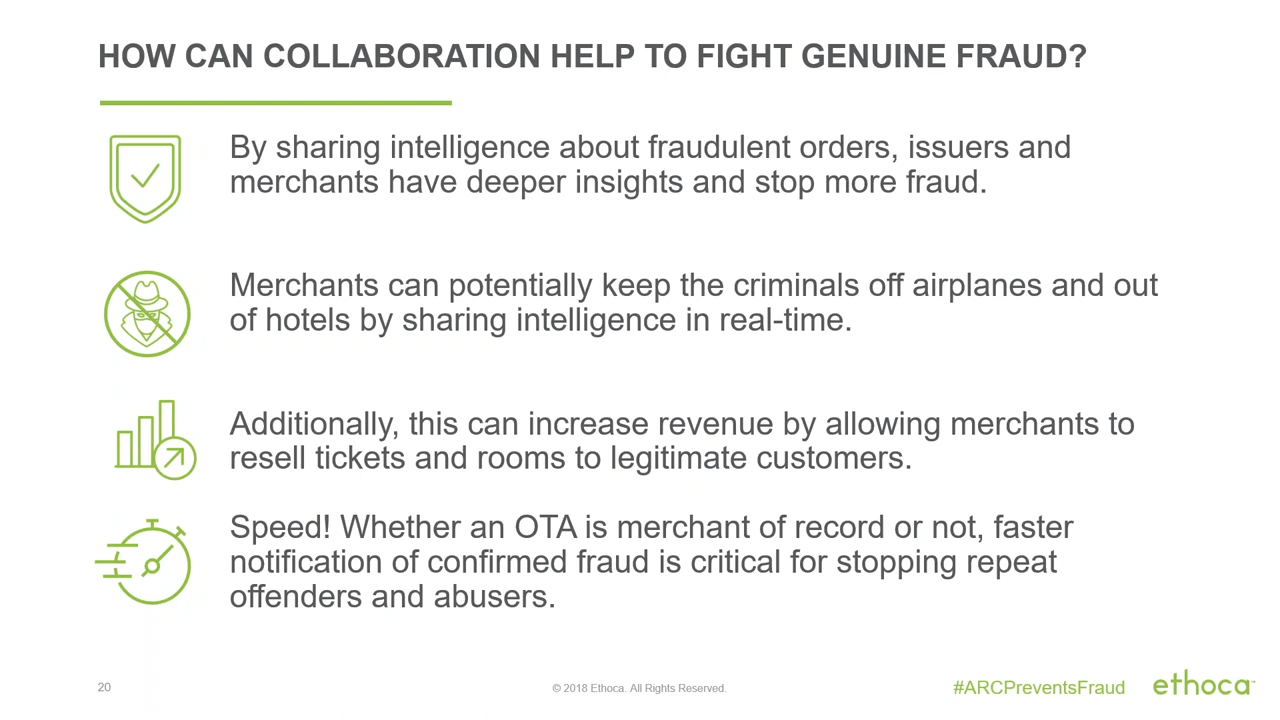 HOW CAN COLLABORATION HELP TO FIGHT GENUINE FRAUD?
By sharing intelligence about fraudulent orders, issuers and
merchants have deeper insights and stop more fraud.
Merchants can potentially keep the criminals off airplanes and out
of hotels by sharing intelligence in real-time.
Additionally, this can increase revenue by allowing merchants to
resell tickets and rooms to legitimate customers.
Speed! Whether an OTA is merchant of record or not, faster
notification of confirmed fraud is critical for stopping repeat
offenders and abusers.
20
© 2018 Ethoca. All Rights Reserved.
#ARCPreventsFraud
ethoca™